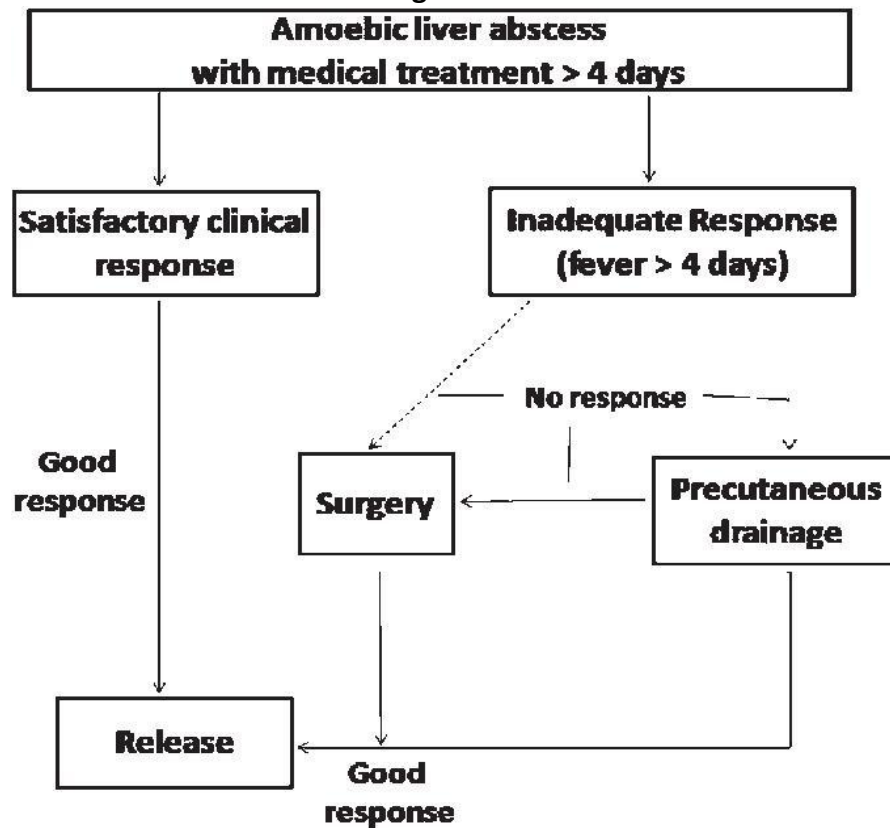 Amoebic liver abscess
with medical treatment > 4 days
Satisfactory clinical
response
Inadequate Response
(fever > 4 days)
No response
Good
response
Surgery
Precutaneous
drainage
Release
Good
response